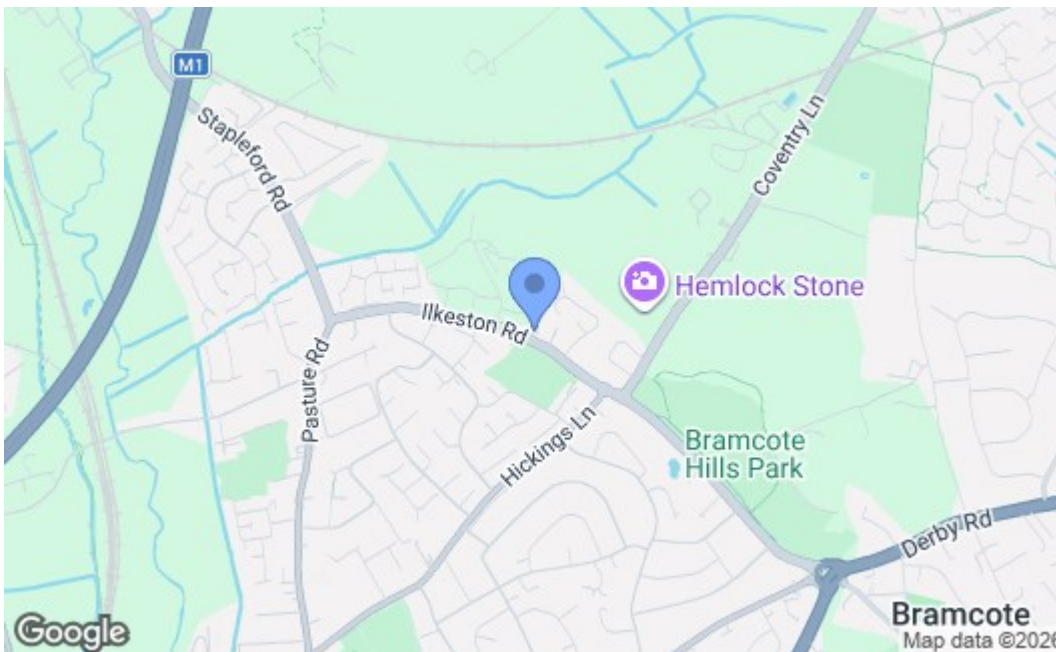 M1
Stapleford Rd
Coventry Ln
Hemlock Stone
Ilkeston Rd
Pasture Rd
Hickings Ln
Bramcote
Hills Park
Derby Rd
Bramcote
Google
Map data ©2026